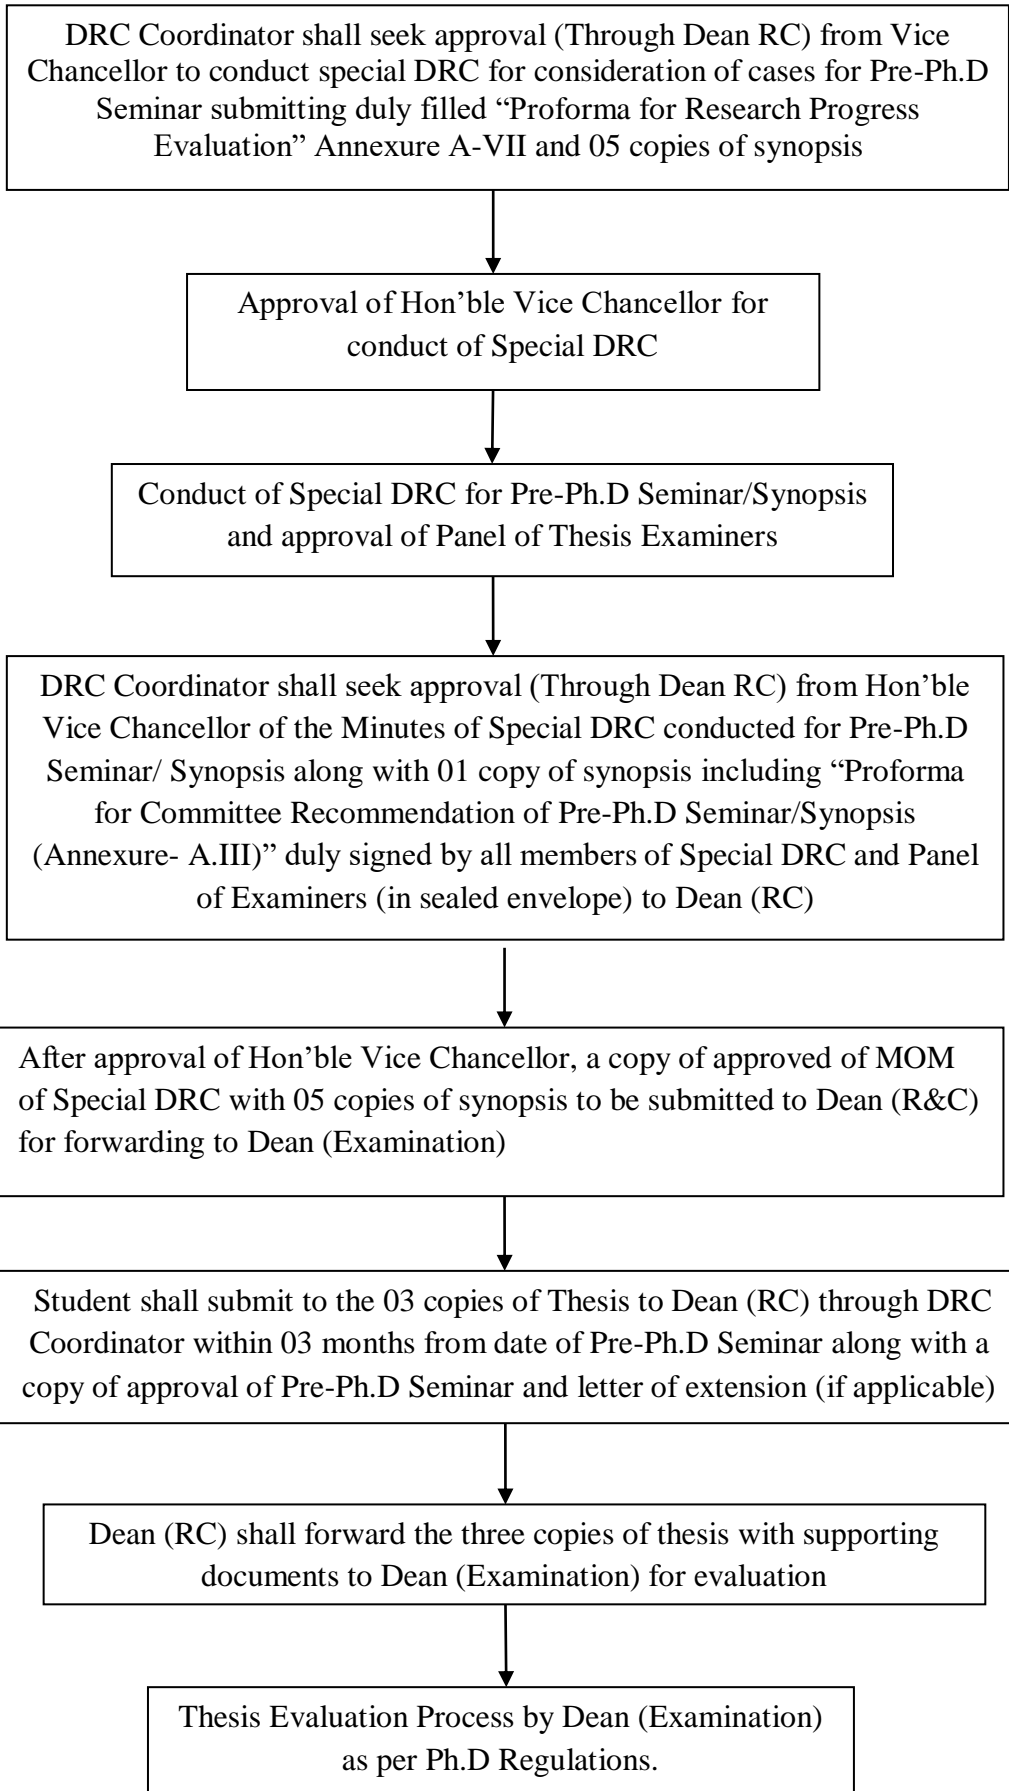 DRC Coordinator shall seek approval (Through Dean RC) from Vice
Chancellor to conduct special DRC for consideration of cases for Pre-Ph.D
Seminar submitting duly filled “Proforma for Research Progress
Evaluation” Annexure A-VII and 05 copies of synopsis
Approval of Hon’ble Vice Chancellor for
conduct of Special DRC
Conduct of Special DRC for Pre-Ph.D Seminar/Synopsis
and approval of Panel of Thesis Examiners
DRC Coordinator shall seek approval (Through Dean RC) from Hon’ble
Vice Chancellor of the Minutes of Special DRC conducted for Pre-Ph.D
Seminar/ Synopsis along with 01 copy of synopsis including “Proforma
for Committee Recommendation of Pre-Ph.D Seminar/Synopsis
(Annexure- A.III)” duly signed by all members of Special DRC and Panel
of Examiners (in sealed envelope) to Dean (RC)
After approval of Hon’ble Vice Chancellor, a copy of approved of MOM
of Special DRC with 05 copies of synopsis to be submitted to Dean (R&C)
for forwarding to Dean (Examination)
Student shall submit to the 03 copies of Thesis to Dean (RC) through DRC
Coordinator within 03 months from date of Pre-Ph.D Seminar along with a
copy of approval of Pre-Ph.D Seminar and letter of extension (if applicable)
Dean (RC) shall forward the three copies of thesis with supporting
documents to Dean (Examination) for evaluation
Thesis Evaluation Process by Dean (Examination)
as per Ph.D Regulations.